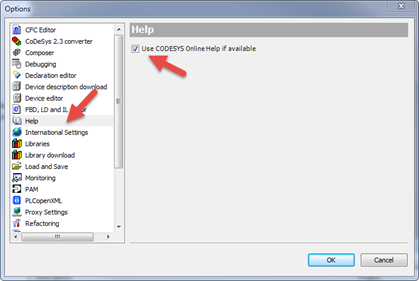 Options
CFC Editor
CoDeSys 2.3 converter
Composer
Debugging
Declaration editor
Device description download
Device editor
FBD, LD and IL
Help
International Settings
Libraries
Library download
Load and Save
Monitoring
PAM
PLCopenXML
Proxy Settings
Refactoring
Help
Use CODESYS Online Help if available
OK
Cancel